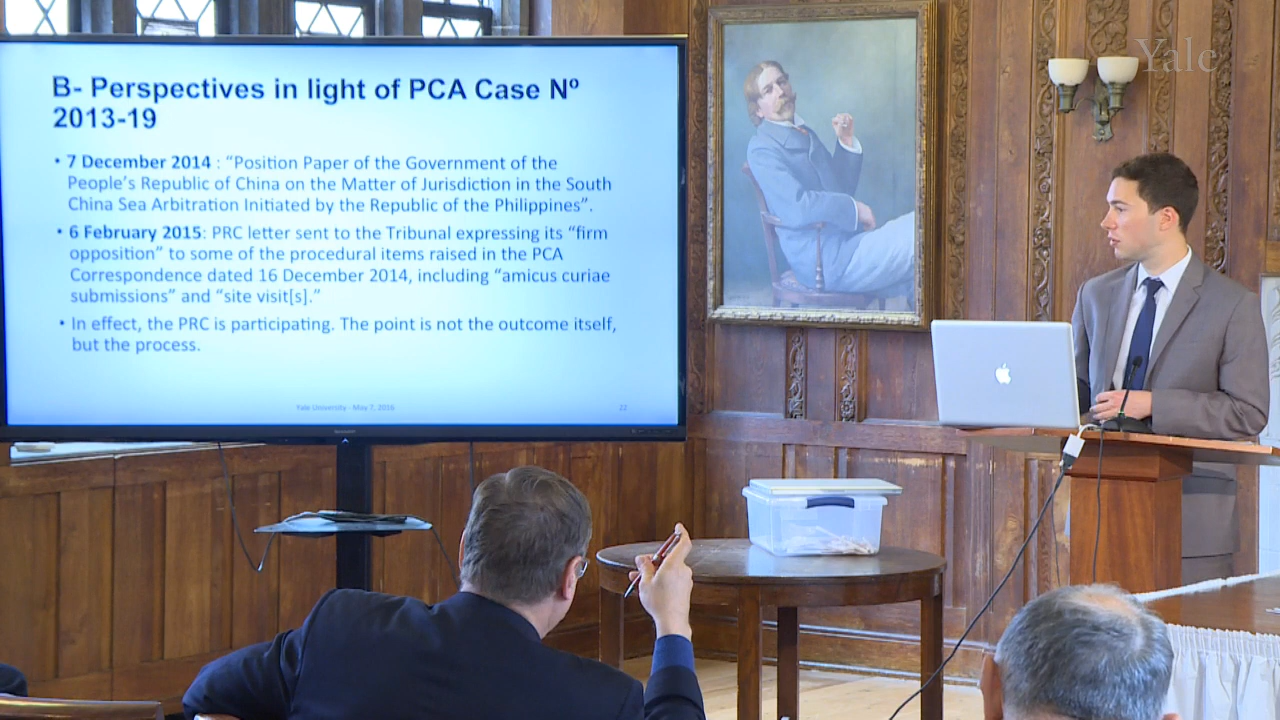 B- Perspectives in light of PCA Case Nº
2013-19
• 7 December 2014 : “Position Paper of the Government of the
People’s Republic of China on the Matter of Jurisdiction in the South
China Sea Arbitration Initiated by the Republic of the Philippines”.
• 6 February 2015: PRC letter sent to the Tribunal expressing its “firm
opposition” to some of the procedural items raised in the PCA
Correspondence dated 16 December 2014, including “amicus curiae
submissions” and “site visit[s].”
• In effect, the PRC is participating. The point is not the outcome itself,
but the process.
Yale University - May 7, 2016 22
Yale